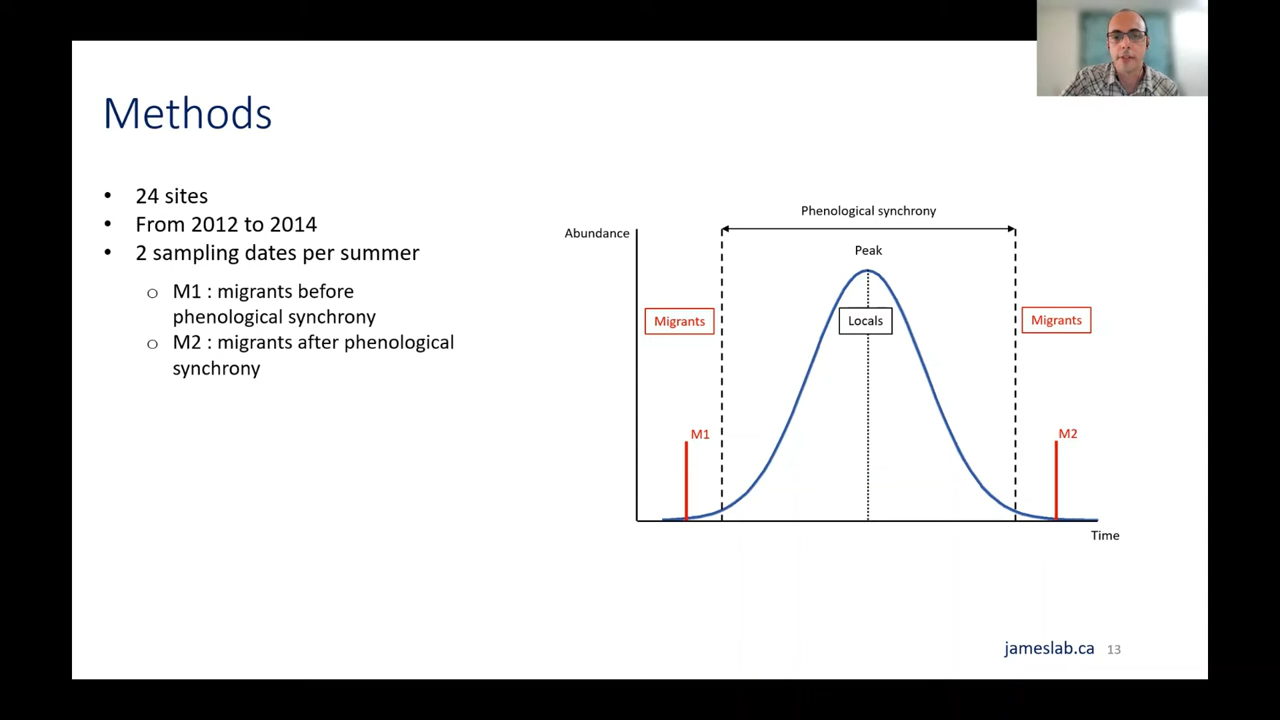 Methods
• 24 sites
• From 2012 to 2014
• 2 sampling dates per summer
o M1 : migrants before
phenological synchrony
o M2 : migrants after phenological
synchrony
Phenological synchrony
Abundance
Peak
Migrants
Locals
Migrants
M1
M2
Time
jameslab.ca 13